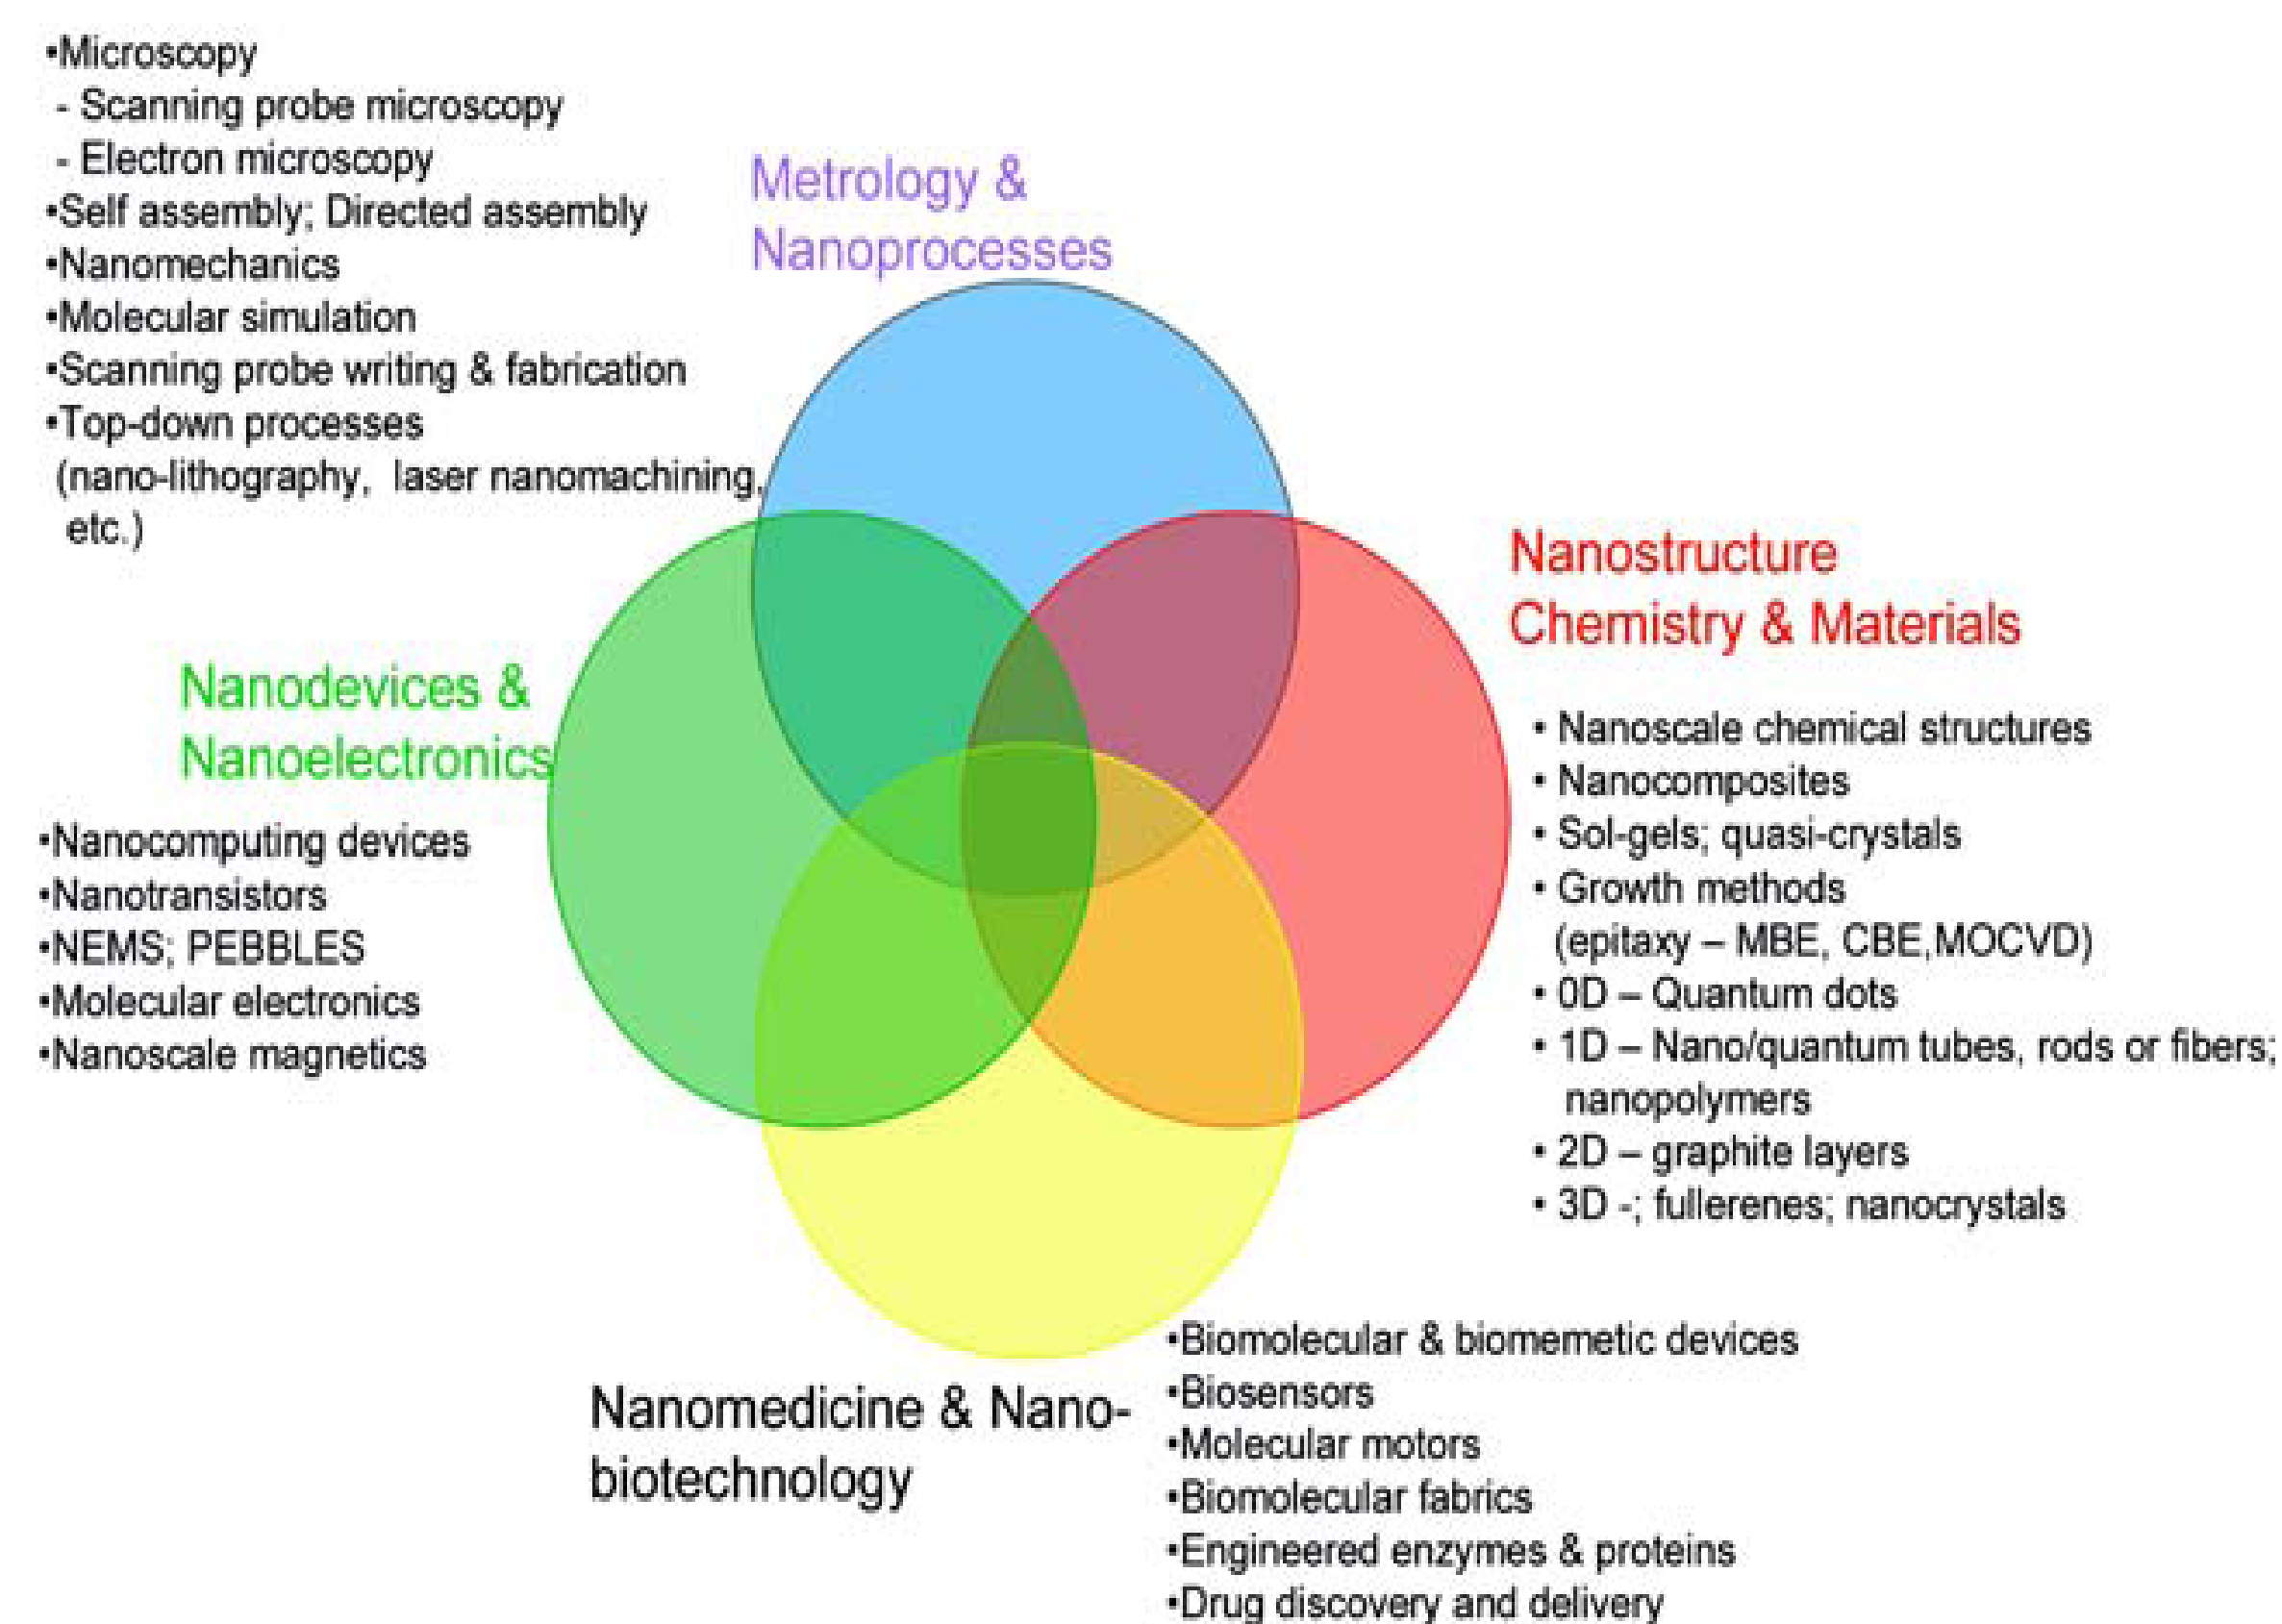 •Microscopy
- Scanning probe microscopy
- Electron microscopy
•Self assembly; Directed assembly
•Nanomechanics
•Molecular simulation
•Scanning probe writing & fabrication
•Top-down processes
(nano-lithography, laser nanomachining,
etc.)
Metrology &
Nanoprocesses
Nanostructure
Chemistry & Materials
• Nanoscale chemical structures
• Nanocomposites
• Sol-gels; quasi-crystals
• Growth methods
(epitaxy – MBE, CBE,MOCVD)
• 0D – Quantum dots
• 1D – Nano/quantum tubes, rods or fibers;
nanopolymers
• 2D – graphite layers
• 3D -; fullerenes; nanocrystals
Nanodevices &
Nanoelectronics
•Nanocomputing devices
•Nanotransistors
•NEMS; PEBBLES
•Molecular electronics
•Nanoscale magnetics
Nanomedicine & Nano-
biotechnology
•Biomolecular & biomemetic devices
•Biosensors
•Molecular motors
•Biomolecular fabrics
•Engineered enzymes & proteins
•Drug discovery and delivery